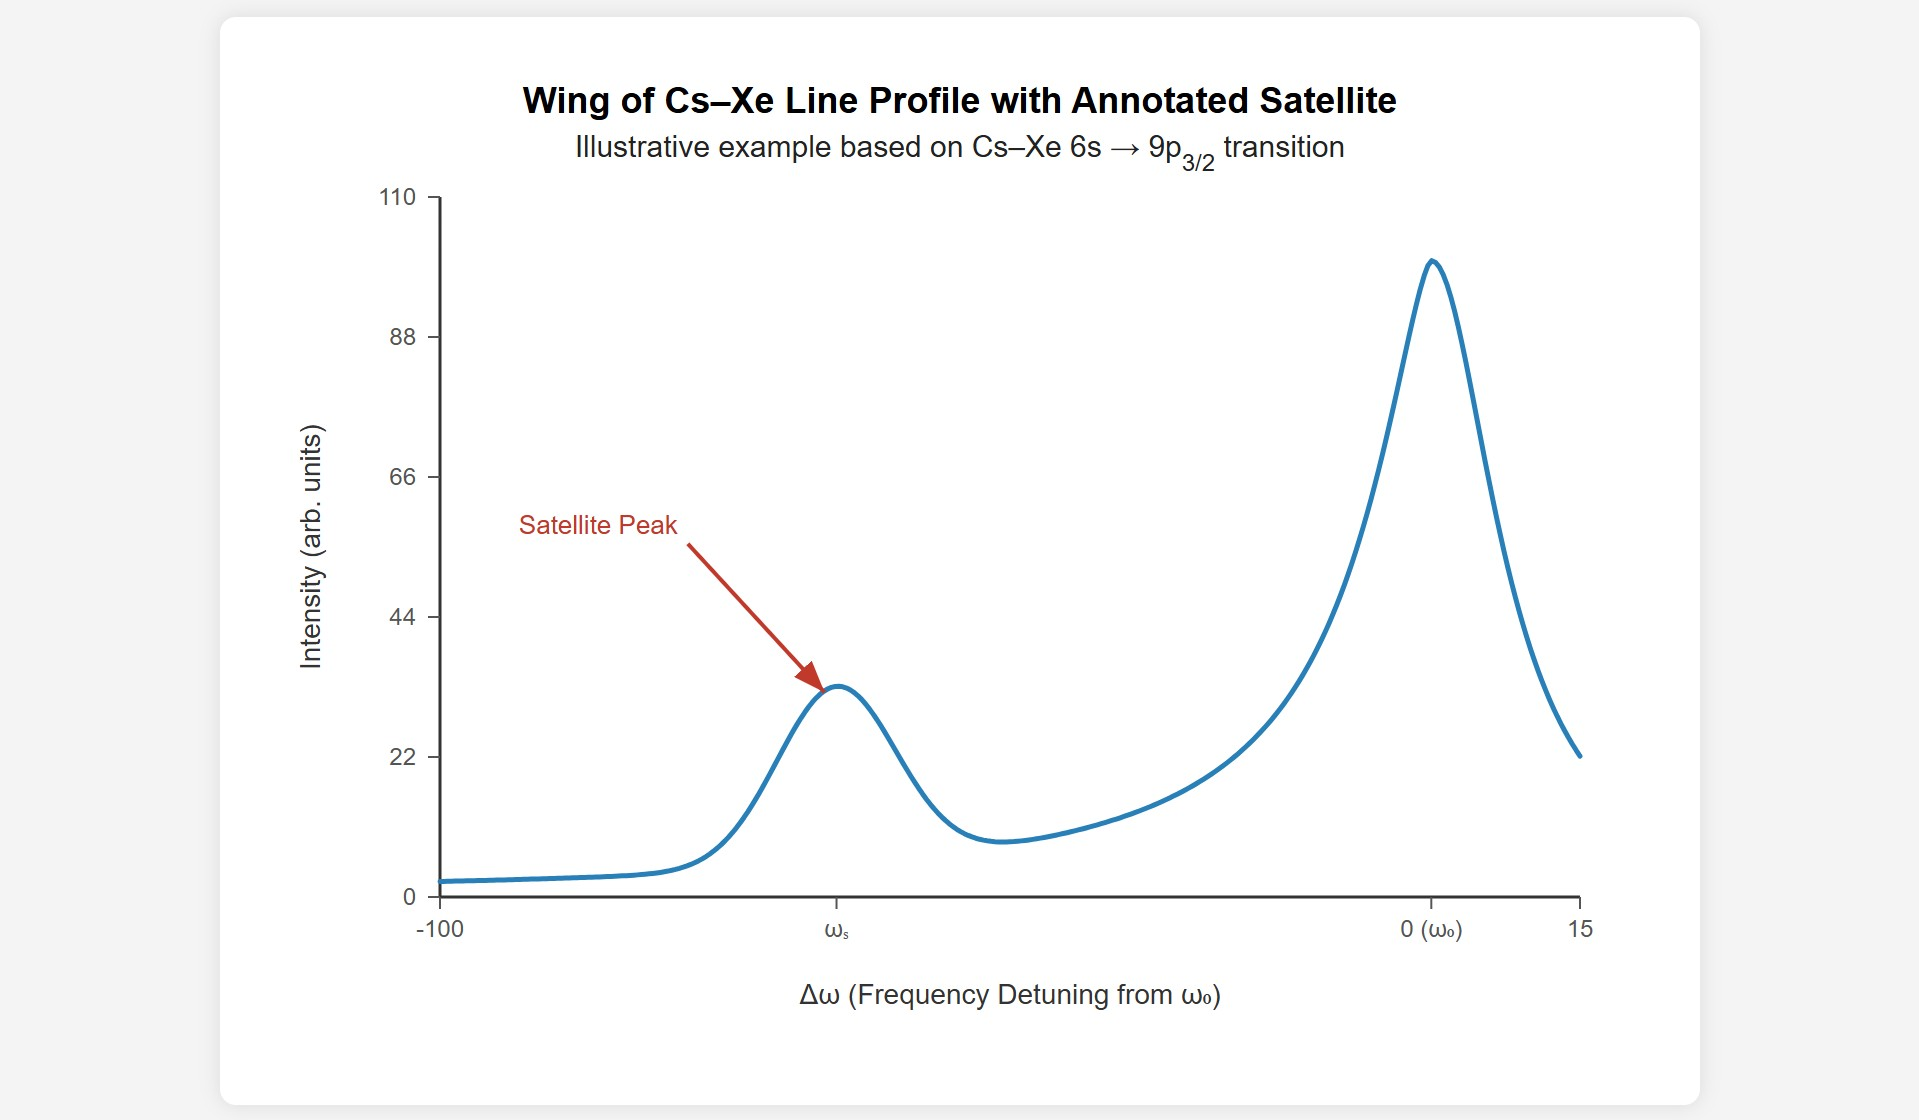 Wing of Cs–Xe Line Profile with Annotated Satellite
Illustrative example based on Cs–Xe 6s → 9p3/2 transition
110
88
66
44
22
0
Intensity (arb. units)
Satellite Peak
-100
ωₛ
0 (ω₀)
15
Δω (Frequency Detuning from ω₀)